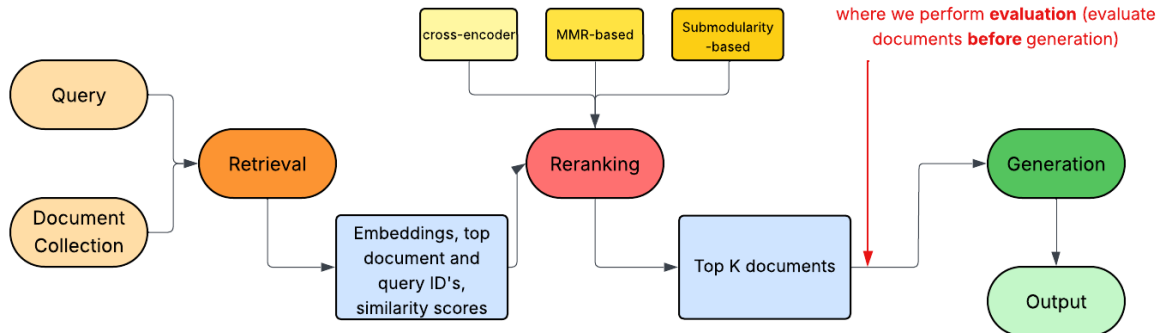 cross-encoder
MMR-based
Submodularity
-based
where we perform evaluation (evaluate
documents before generation)
Query
Retrieval
Reranking
Generation
Document
Collection
Embeddings, top
document and
query ID's,
similarity scores
Top K documents
Output